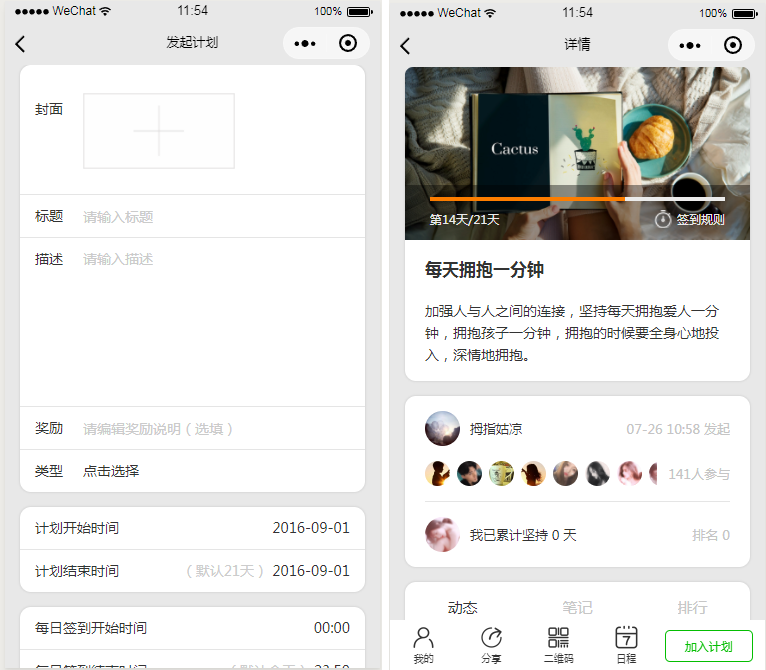 WeChat
11:54
100%
发起计划
封面
标题
请输入标题
描述
请输入描述
奖励
请编辑奖励说明（选填）
类型
点击选择
计划开始时间
2016-09-01
计划结束时间
（默认21天）
2016-09-01
每日签到开始时间
00:00
每日签到结束时间
（默认全天）
23:59
WeChat
11:54
100%
详情
Cactus
第14天/21天
签到规则
每天拥抱一分钟
加强人与人之间的连接，坚持每天拥抱爱人一分
钟，拥抱孩子一分钟，拥抱的时候要全身心地投
入，深情地拥抱。
拇指姑凉
07-26 10:58 发起
141人参与
我已累计坚持 0 天
排名 0
动态
笔记
排行
7
我的
分享
二维码
日程
加入计划